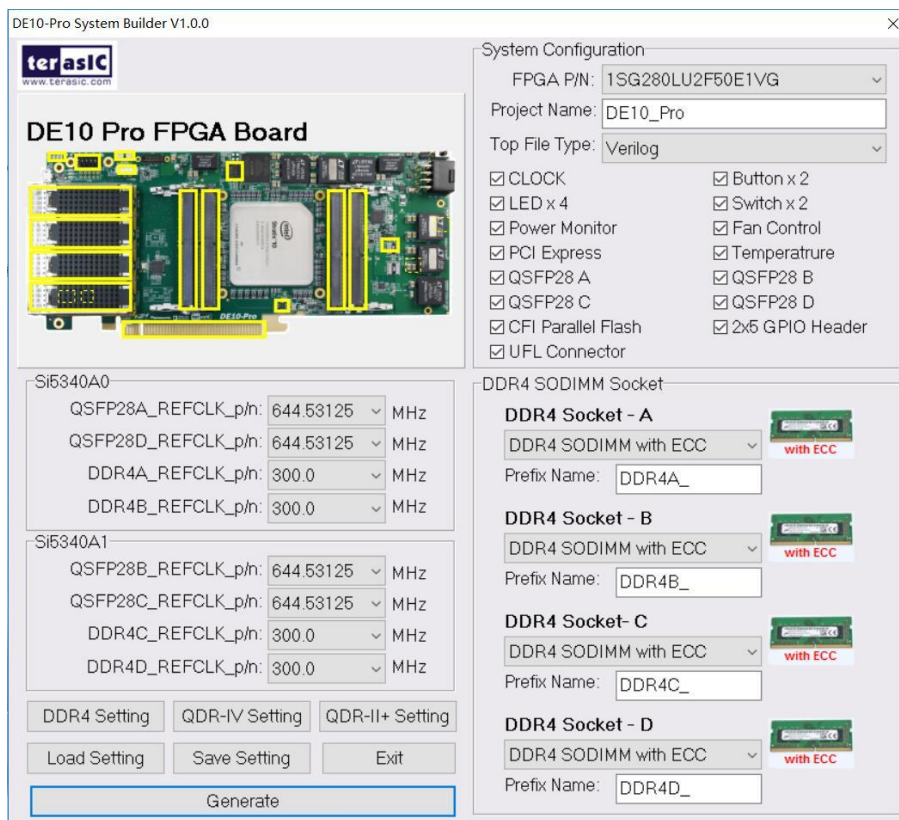 DE10-Pro System Builder V1.0.0
terasIC
www.terasic.com
DE10 Pro FPGA Board
intel
Stratix 10
DE10-Pro
System Configuration
FPGA P/N: 1SG280LU2F50E1VG
Project Name: DE10_Pro
Top File Type: Verilog
CLOCK Button x 2
LED x 4 Switch x 2
Power Monitor Fan Control
PCI Express Temperatrure
QSFP28 A QSFP28 B
QSFP28 C QSFP28 D
CFI Parallel Flash 2x5 GPIO Header
UFL Connector
Si5340A0
QSFP28A_REFCLK_p/n: 644.53125 MHz
QSFP28D_REFCLK_p/n: 644.53125 MHz
DDR4A_REFCLK_p/n: 300.0 MHz
DDR4B_REFCLK_p/n: 300.0 MHz
Si5340A1
QSFP28B_REFCLK_p/n: 644.53125 MHz
QSFP28C_REFCLK_p/n: 644.53125 MHz
DDR4C_REFCLK_p/n: 300.0 MHz
DDR4D_REFCLK_p/n: 300.0 MHz
DDR4 Setting QDR-IV Setting QDR-II+ Setting
Load Setting Save Setting Exit
Generate
DDR4 SODIMM Socket
DDR4 Socket - A
DDR4 SODIMM with ECC
with ECC
Prefix Name: DDR4A_
DDR4 Socket - B
DDR4 SODIMM with ECC
with ECC
Prefix Name: DDR4B_
DDR4 Socket- C
DDR4 SODIMM with ECC
with ECC
Prefix Name: DDR4C_
DDR4 Socket - D
DDR4 SODIMM with ECC
with ECC
Prefix Name: DDR4D_